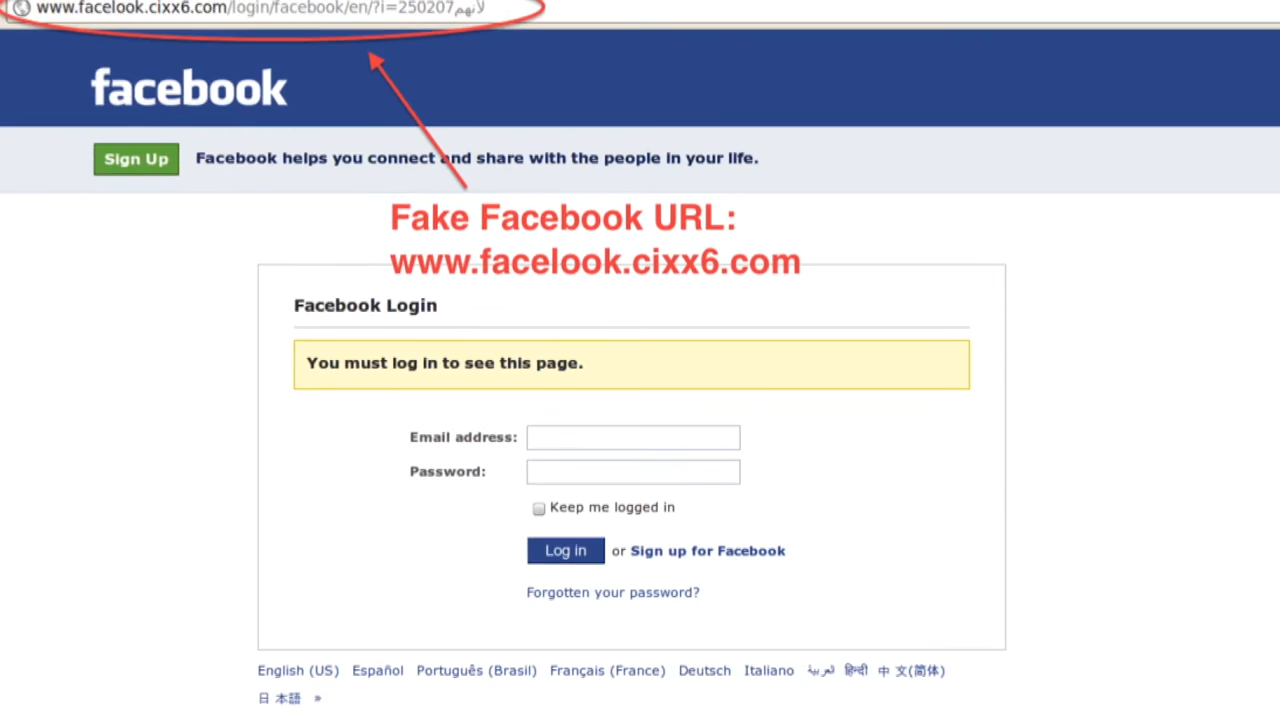 www.facelook.cixx6.com/login/facebook/en/?i=250207لأنهم
facebook
Sign Up Facebook helps you connect and share with the people in your life.
Fake Facebook URL:
www.facelook.cixx6.com
Facebook Login
You must log in to see this page.
Email address:
Password:
Keep me logged in
Log in or Sign up for Facebook
Forgotten your password?
English (US) Español Português (Brasil) Français (France) Deutsch Italiano العربية हिन्दी 中文(简体)
日本語 »